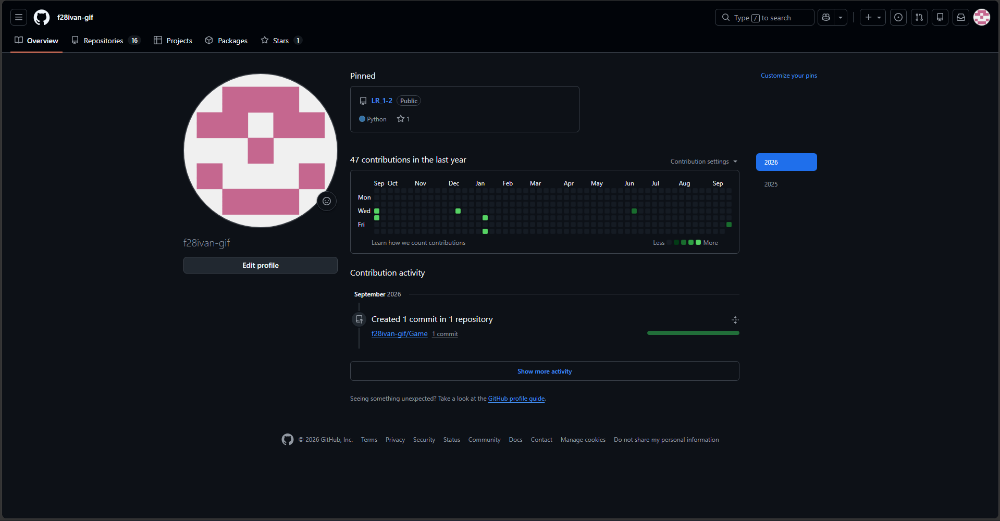 f28ivan-gif
Type / to search
Overview
Repositories 16
Projects
Packages
Stars 1
f28ivan-gif
Edit profile
Pinned
Customize your pins
LR_1-2 Public
Python 1
47 contributions in the last year
Contribution settings
2026
2025
Sep Oct Nov Dec Jan Feb Mar Apr May Jun Jul Aug Sep
Mon
Wed
Fri
Learn how we count contributions
Less More
Contribution activity
September 2026
Created 1 commit in 1 repository
f28ivan-gif/Game 1 commit
Show more activity
Seeing something unexpected? Take a look at the GitHub profile guide.
© 2026 GitHub, Inc. Terms Privacy Security Status Community Docs Contact Manage cookies Do not share my personal information